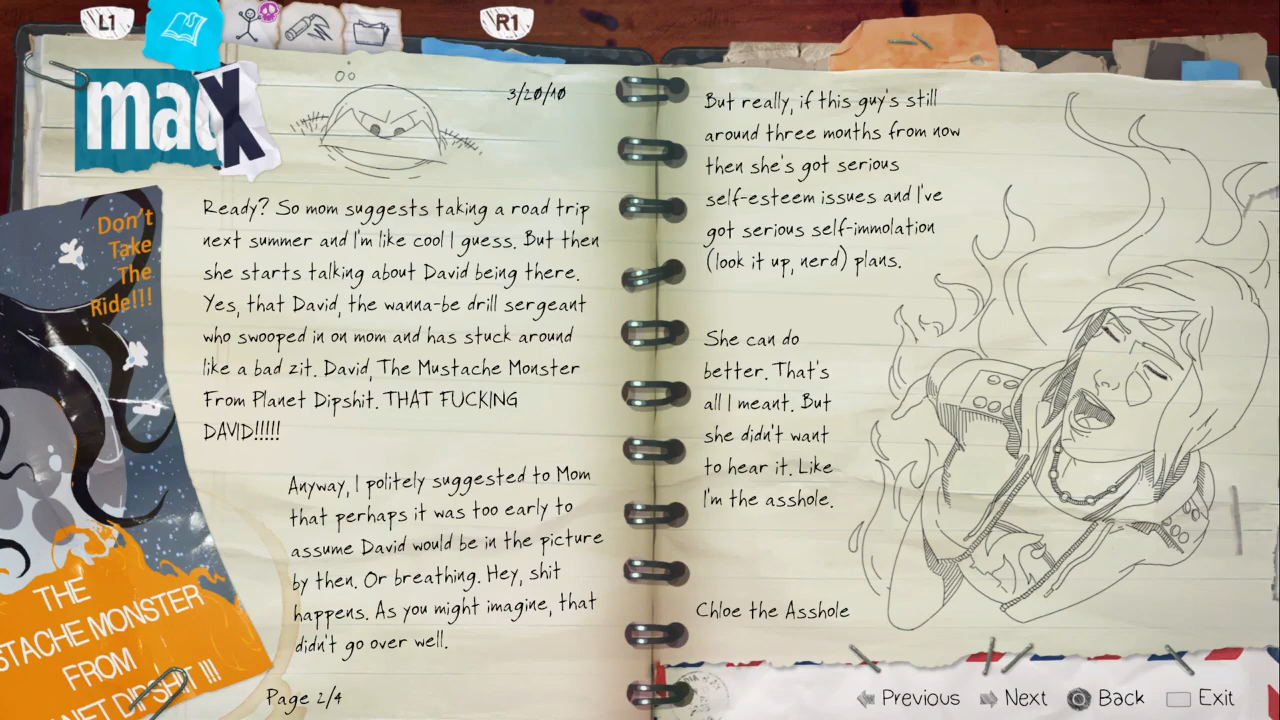 L1
R1
max
3/20/10
Don't
Take
The
Ride!!!
Ready? So mom suggests taking a road trip
next summer and I'm like cool I guess. But then
she starts talking about David being there.
Yes, that David, the wanna-be drill sergeant
who swooped in on mom and has stuck around
like a bad zit. David, The Mustache Monster
From Planet Dipshit. THAT FUCKING
DAVID!!!!!
Anyway, I politely suggested to Mom
that perhaps it was too early to
assume David would be in the picture
by then. Or breathing. Hey, shit
happens. As you might imagine, that
didn't go over well.
THE
STACHE MONSTER
FROM
NET DIPSHIT !!!
Page 2/4
But really, if this guy's still
around three months from now
then she's got serious
self-esteem issues and I've
got serious self-immolation
(look it up, nerd) plans.
She can do
better. That's
all I meant. But
she didn't want
to hear it. Like
I'm the asshole.
Chloe the Asshole
Previous Next Back Exit